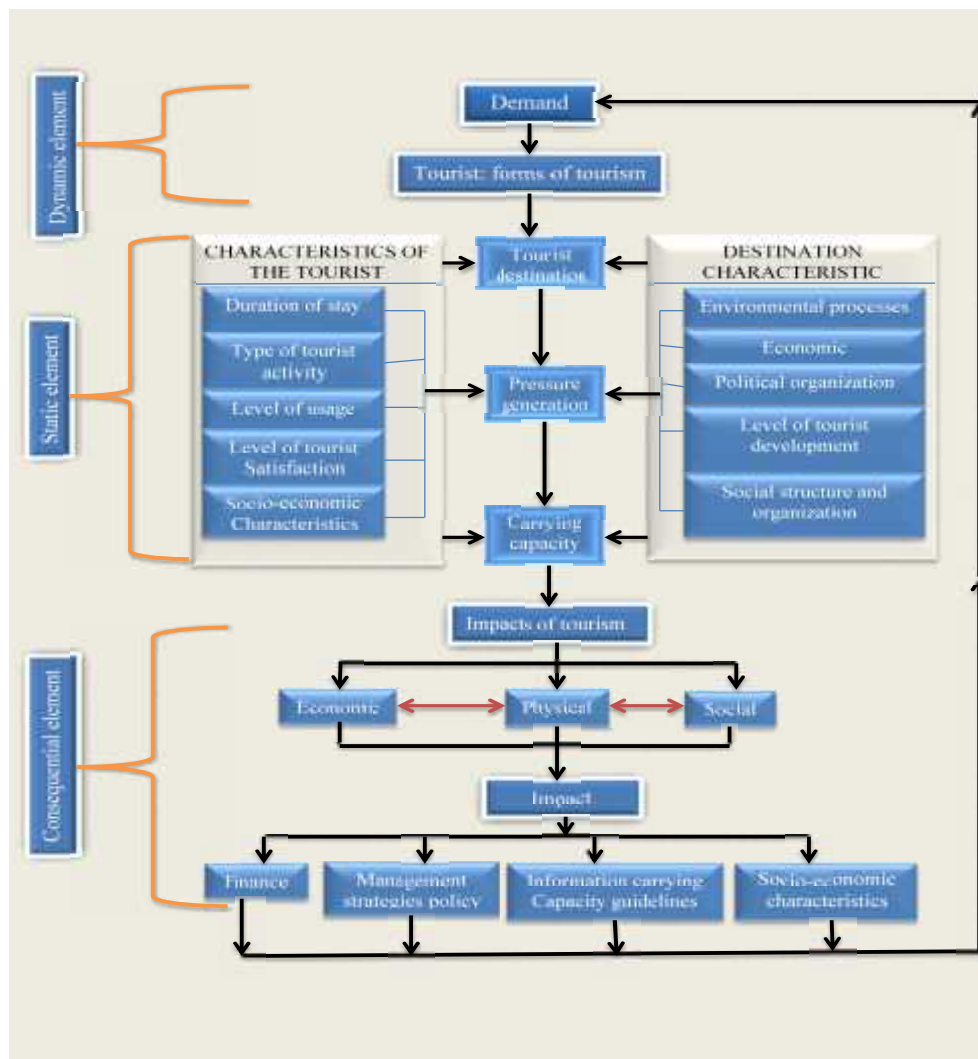 Dynamic element
Demand
Tourist: forms of tourism
Static element
CHARACTERISTICS OF
THE TOURIST
Duration of stay
Type of tourist
activity
Level of usage
Level of tourist
Satisfaction
Socio-economic
Characteristics
Tourist
destination
Pressure
generation
Carrying
capacity
DESTINATION
CHARACTERISTIC
Environmental processes
Economic
Political organization
Level of tourist
development
Social structure and
organization
Consequential element
Impacts of tourism
Economic
Physical
Social
Impact
Finance
Management
strategies policy
Information carrying
Capacity guidelines
Socio-economic
characteristics